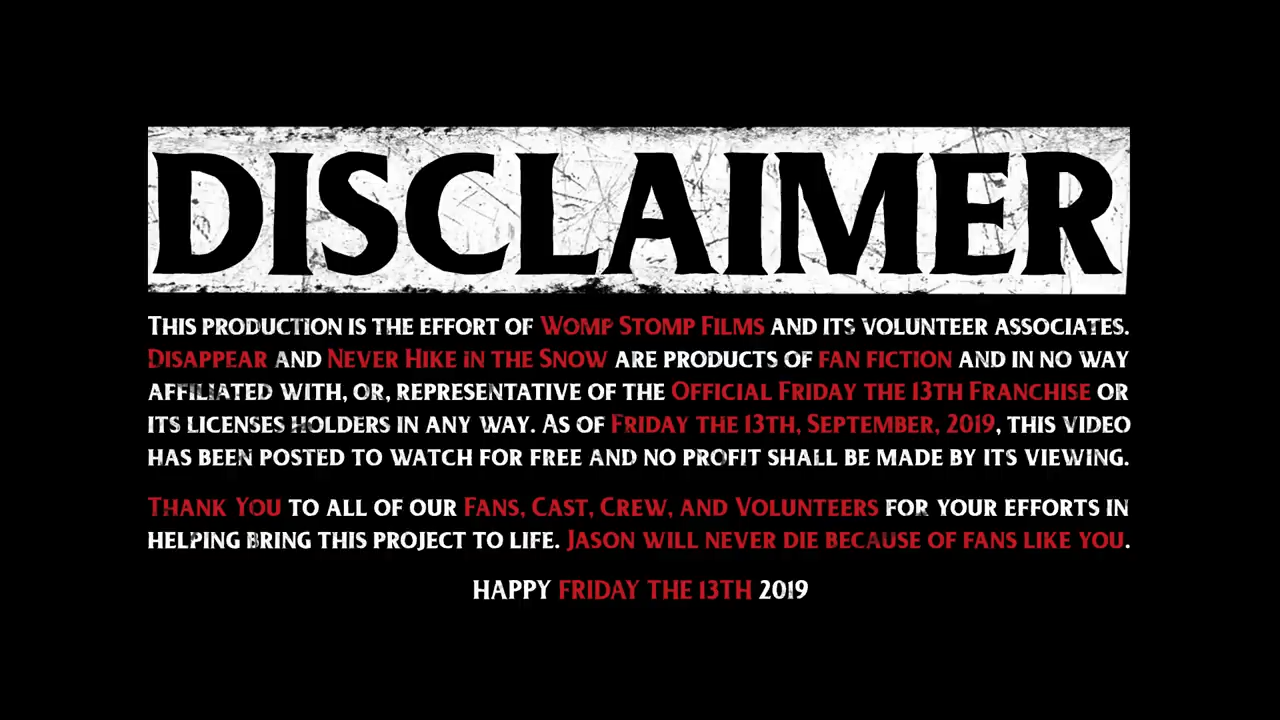 DISCLAIMER
THIS PRODUCTION IS THE EFFORT OF WOMP STOMP FILMS AND ITS VOLUNTEER ASSOCIATES.
DISAPPEAR AND NEVER HIKE IN THE SNOW ARE PRODUCTS OF FAN FICTION AND IN NO WAY
AFFILIATED WITH, OR, REPRESENTATIVE OF THE OFFICIAL FRIDAY THE 13TH FRANCHISE OR
ITS LICENSES HOLDERS IN ANY WAY. AS OF FRIDAY THE 13TH, SEPTEMBER, 2019, THIS VIDEO
HAS BEEN POSTED TO WATCH FOR FREE AND NO PROFIT SHALL BE MADE BY ITS VIEWING.
THANK YOU TO ALL OF OUR FANS, CAST, CREW, AND VOLUNTEERS FOR YOUR EFFORTS IN
HELPING BRING THIS PROJECT TO LIFE. JASON WILL NEVER DIE BECAUSE OF FANS LIKE YOU.
HAPPY FRIDAY THE 13TH 2019